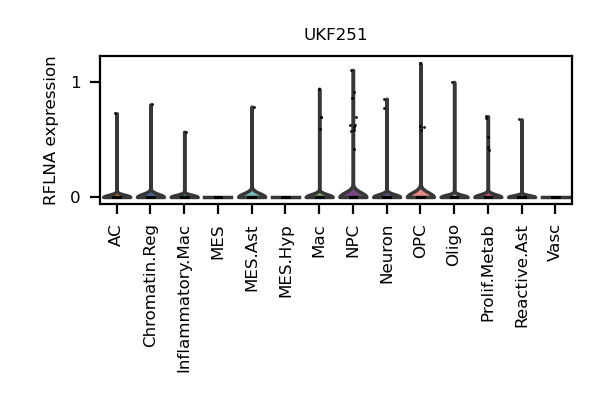 UKF251
RFLNA expression
1
0
AC
Chromatin.Reg
Inflammatory.Mac
MES
MES.Ast
MES.Hyp
Mac
NPC
Neuron
OPC
Oligo
Prolif.Metab
Reactive.Ast
Vasc